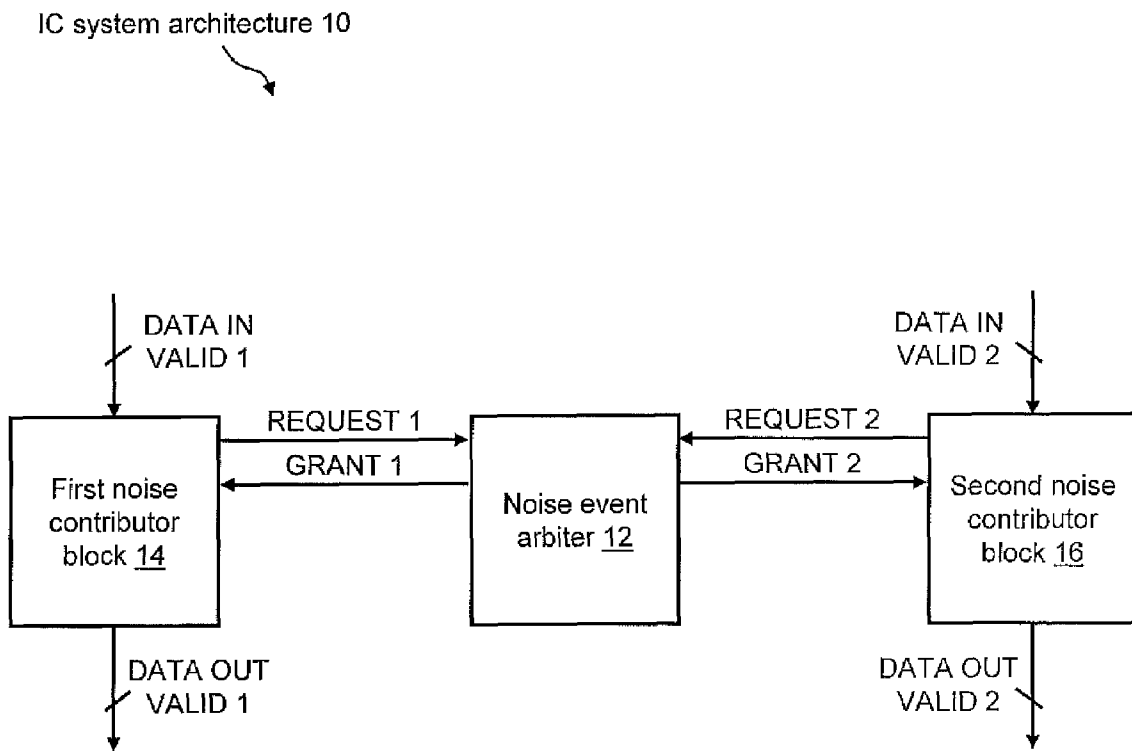 IC system architecture 10
DATA IN
VALID 1
DATA IN
VALID 2
REQUEST 1
GRANT 1
REQUEST 2
GRANT 2
First noise
contributor
block 14
Noise event
arbiter 12
Second noise
contributor
block 16
DATA OUT
VALID 1
DATA OUT
VALID 2